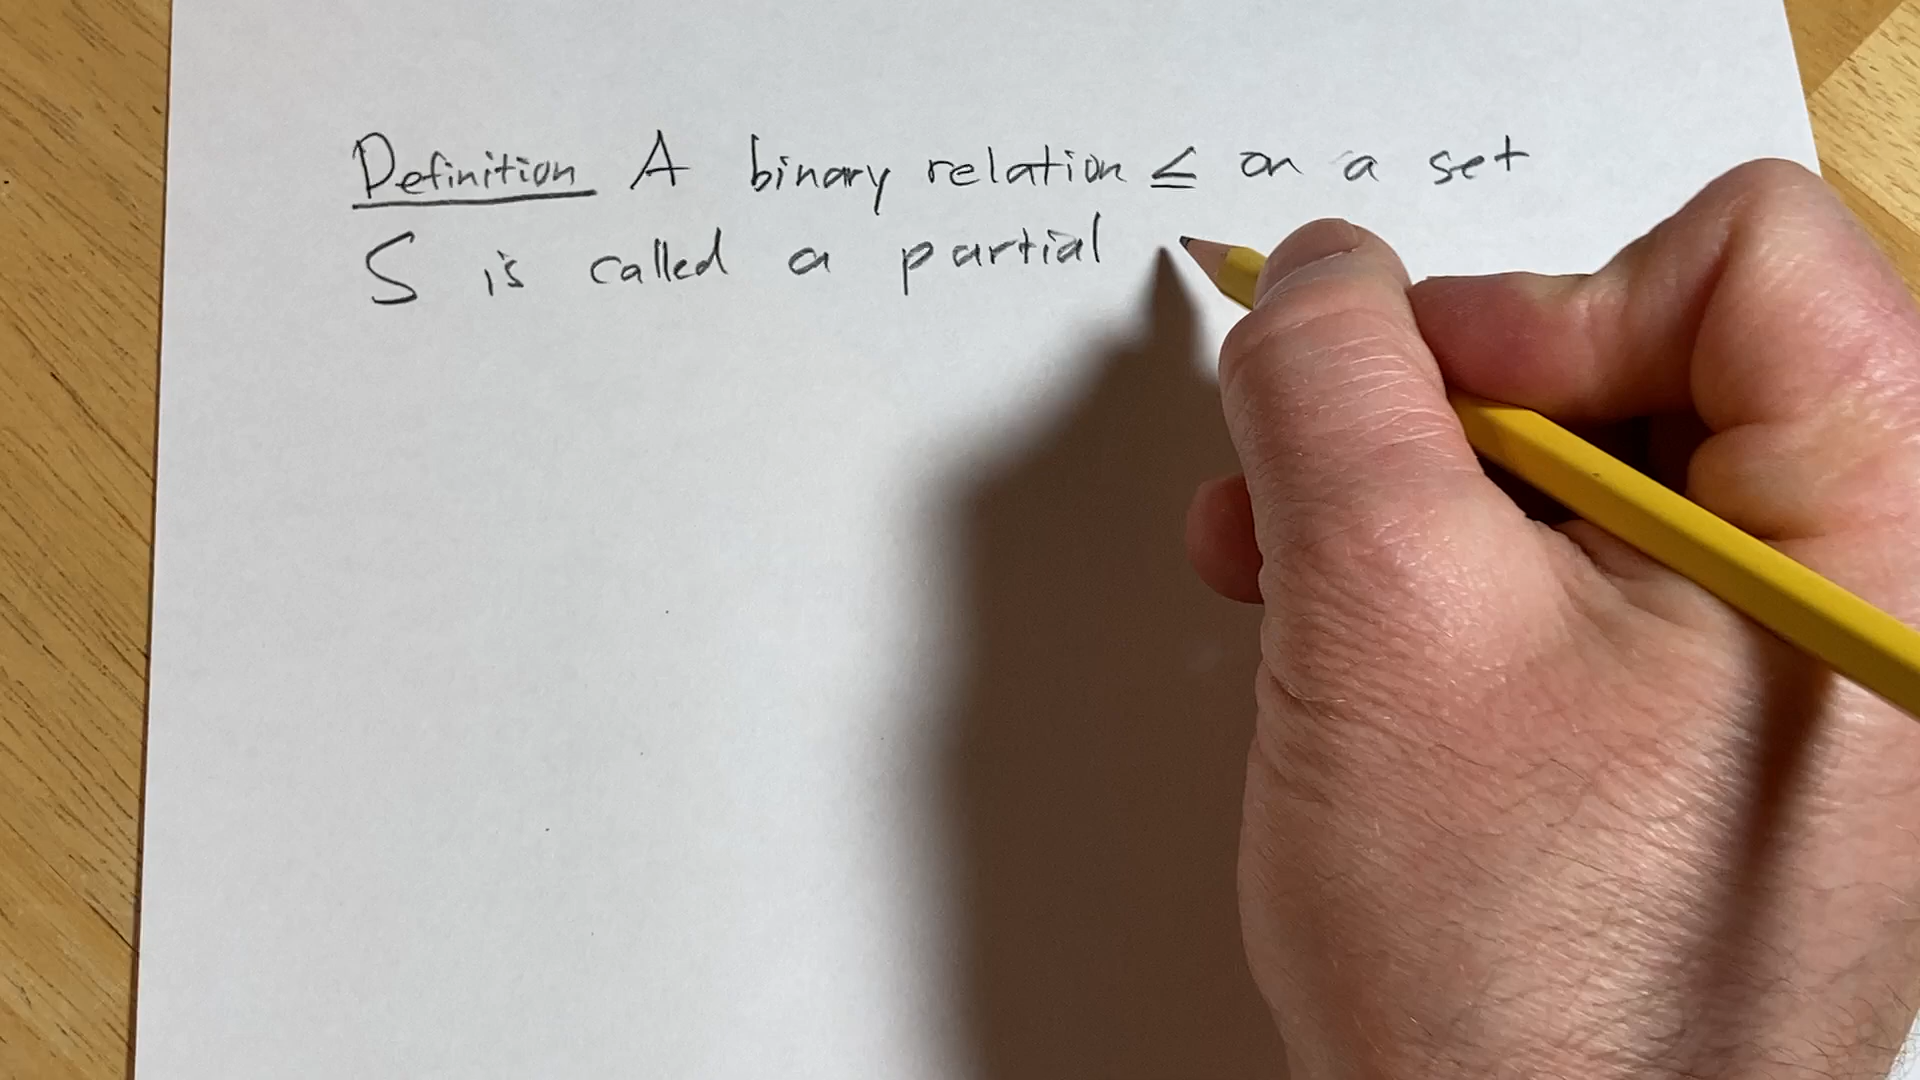 Definition A binary relation ≤ on a set
S is called a partial